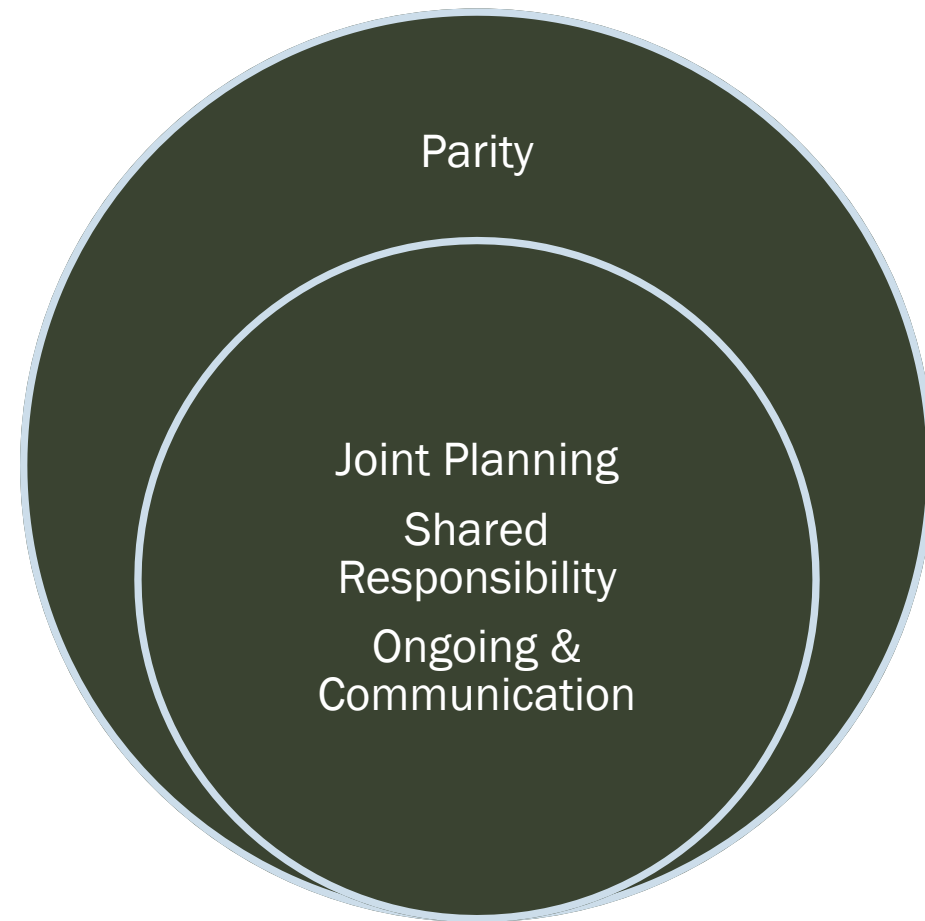 Parity
Joint Planning
Shared
Responsibility
Ongoing &
Communication